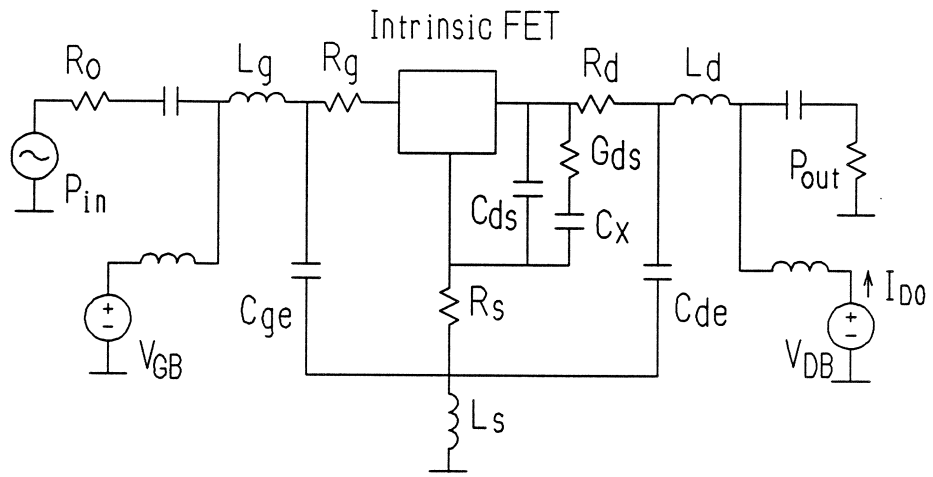 Intrinsic FET
Ro
Lg
Rg
Rd
Ld
Gds
Pin
Cds
Cx
Pout
Cge
Rs
Cde
IDO
+
-
VGB
+
-
VDB
Ls